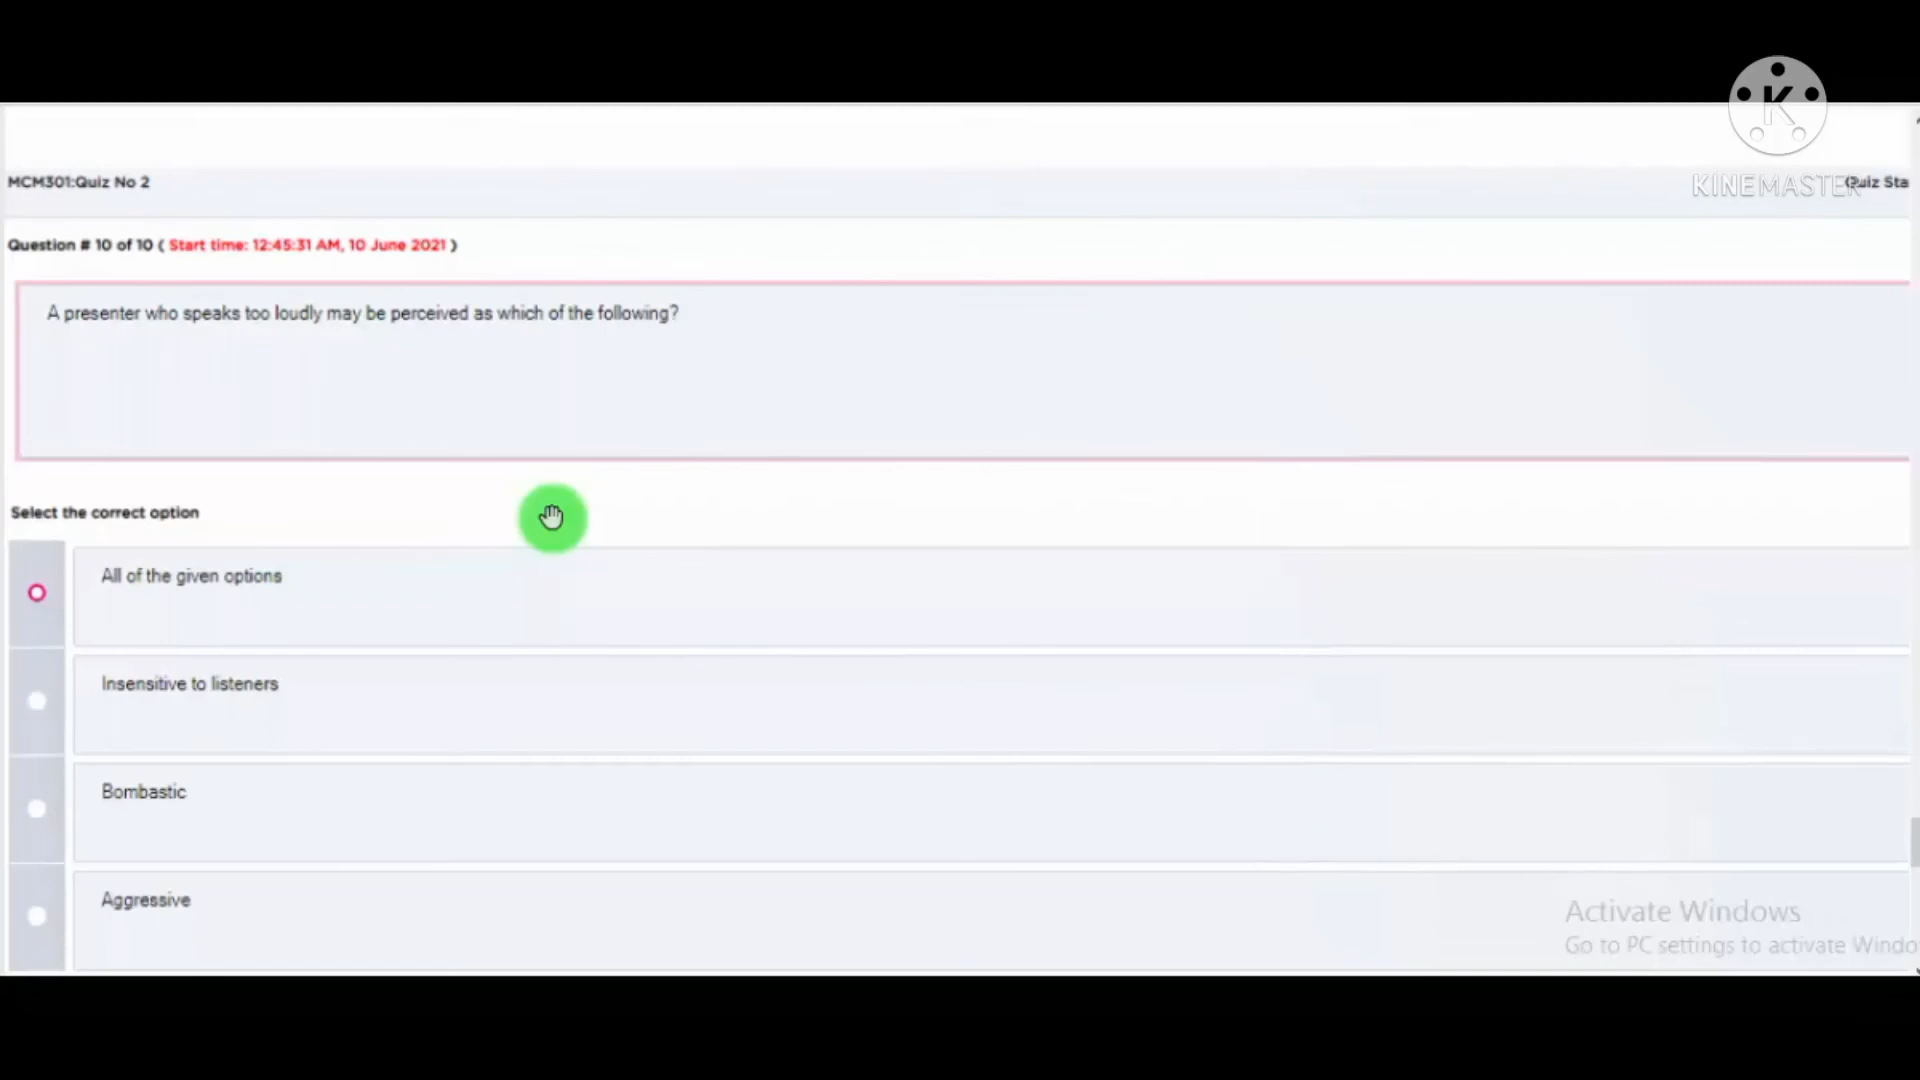 K
KINEMASTER
MCM301:Quiz No 2
Quiz Sta
Question # 10 of 10 ( Start time: 12:45:31 AM, 10 June 2021 )
A presenter who speaks too loudly may be perceived as which of the following?
Select the correct option
All of the given options
Insensitive to listeners
Bombastic
Aggressive
Activate Windows
Go to PC settings to activate Windo